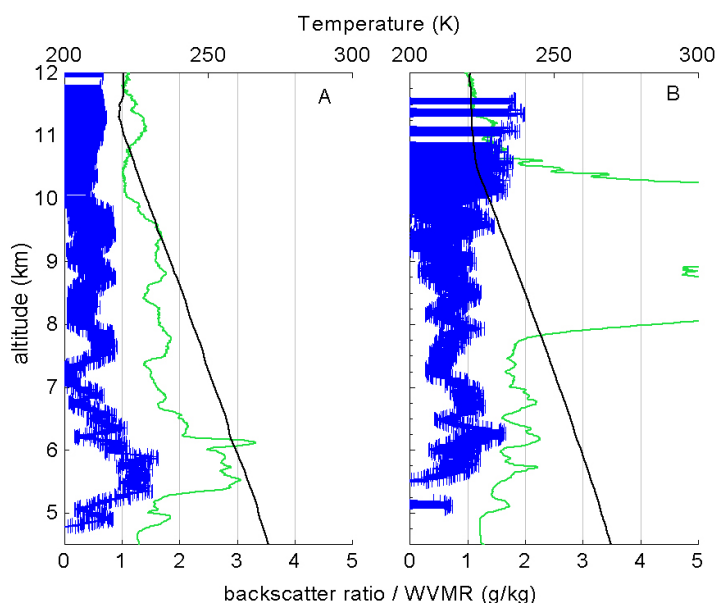 Temperature (K)
200 250 300 200 250 300
12 A B
11
10
9
8
7
6
5
altitude (km)
0 1 2 3 4 5 0 1 2 3 4 5
backscatter ratio / WVMR (g/kg)